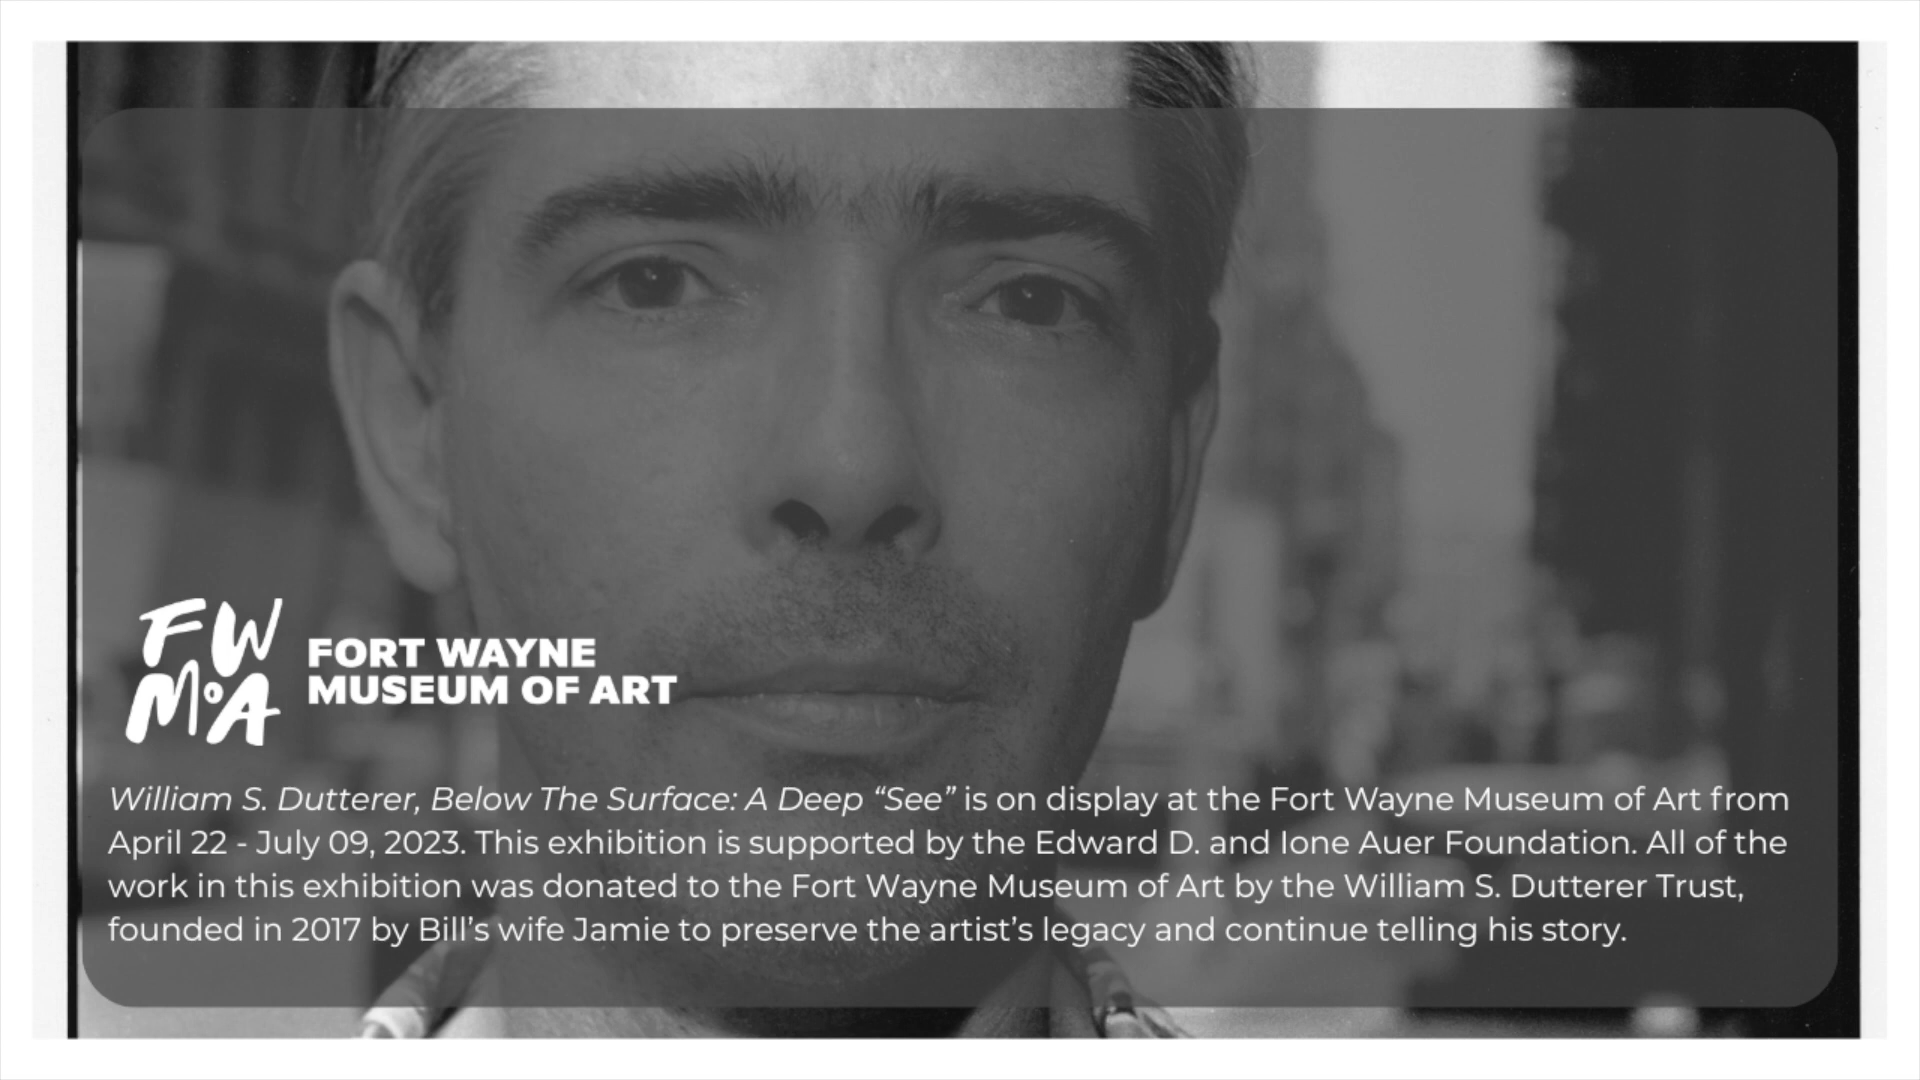 FW
MoA
FORT WAYNE
MUSEUM OF ART
William S. Dutterer, Below The Surface: A Deep “See” is on display at the Fort Wayne Museum of Art from
April 22 - July 09, 2023. This exhibition is supported by the Edward D. and Ione Auer Foundation. All of the
work in this exhibition was donated to the Fort Wayne Museum of Art by the William S. Dutterer Trust,
founded in 2017 by Bill’s wife Jamie to preserve the artist’s legacy and continue telling his story.